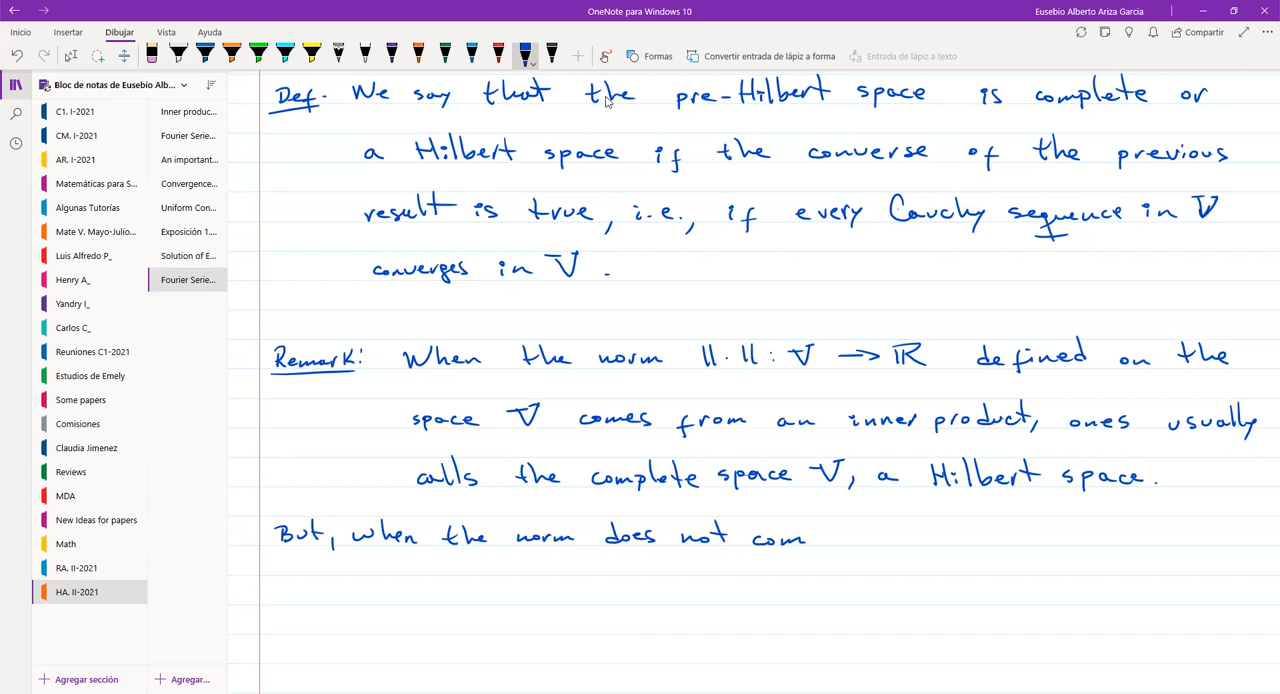 OneNote para Windows 10
Eusebio Alberto Ariza Garcia
Inicio Insertar Dibujar Vista Ayuda
Compartir
Formas Convertir entrada de lápiz a forma Entrada de lápiz a texto
Bloc de notas de Eusebio Alb...
C1. I-2021
CM. I-2021
AR. I-2021
Matemáticas para S...
Algunas Tutorías
Mate V. Mayo-Julio...
Luis Alfredo P_
Henry A_
Yandry I_
Carlos C_
Reuniones C1-2021
Estudios de Emely
Some papers
Comisiones
Claudia Jimenez
Reviews
MDA
New Ideas for papers
Math
RA. II-2021
HA. II-2021
Agregar sección
Inner produc...
Fourier Serie...
An important...
Convergence...
Uniform Con...
Exposición 1...
Solution of E...
Fourier Serie...
Agregar...
Def. We say that the pre-Hilbert space is complete or
a Hilbert space if the converse of the previous
result is true, i.e., if every Cauchy sequence in V
converges in V.
Remark: When the norm ||·||: V → ℝ defined on the
space V comes from an inner product, ones usually
calls the complete space V, a Hilbert space.
But, when the norm does not com